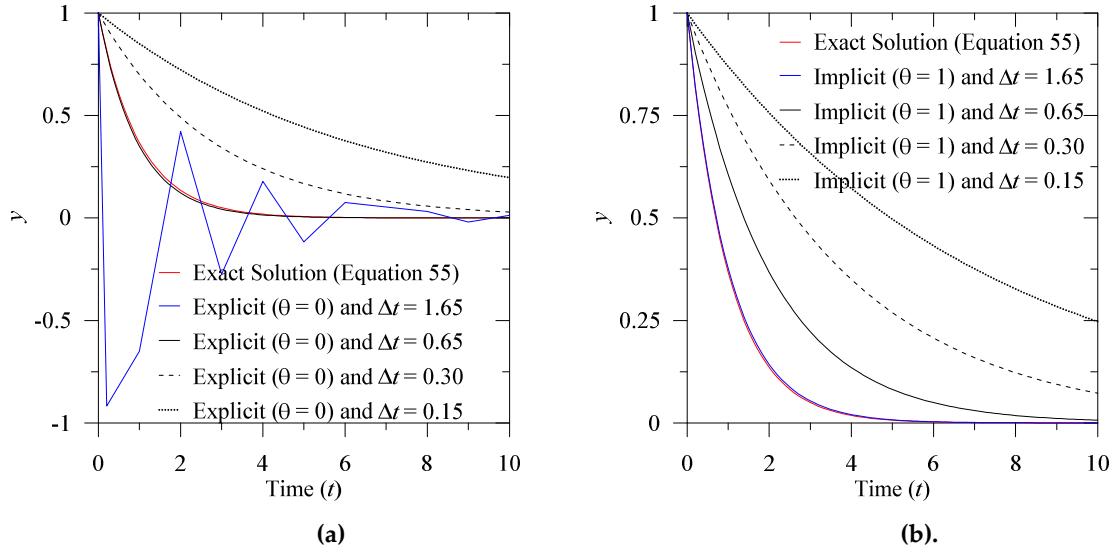 1
0.5
0
-0.5
-1
y
0 2 4 6 8 10
Time (t)
Exact Solution (Equation 55)
Explicit (θ = 0) and Δt = 1.65
Explicit (θ = 0) and Δt = 0.65
Explicit (θ = 0) and Δt = 0.30
Explicit (θ = 0) and Δt = 0.15
(a)
1
0.75
0.5
0.25
0
y
0 2 4 6 8 10
Time (t)
Exact Solution (Equation 55)
Implicit (θ = 1) and Δt = 1.65
Implicit (θ = 1) and Δt = 0.65
Implicit (θ = 1) and Δt = 0.30
Implicit (θ = 1) and Δt = 0.15
(b).